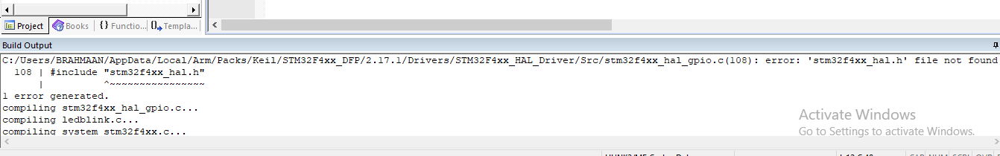 Project Books {} Functio... {}→ Templa...
Build Output
C:/Users/BRAHMAAN/AppData/Local/Arm/Packs/Keil/STM32F4xx_DFP/2.17.1/Drivers/STM32F4xx_HAL_Driver/Src/stm32f4xx_hal_gpio.c(108): error: 'stm32f4xx_hal.h' file not found
108 | #include "stm32f4xx_hal.h"
| ^~~~~~~~~~~~~~~~~
1 error generated.
compiling stm32f4xx_hal_gpio.c...
compiling ledblink.c...
compiling system_stm32f4xx.c...
Activate Windows
Go to Settings to activate Windows.